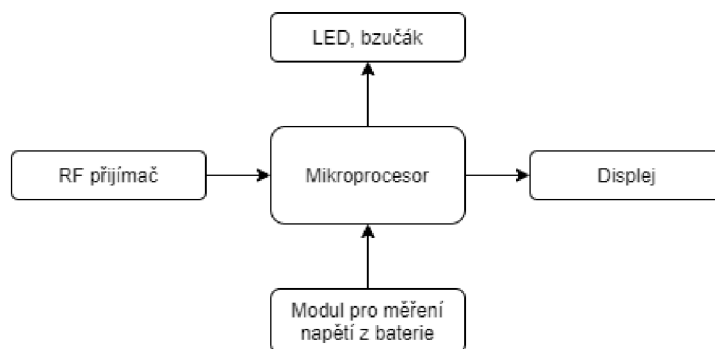 LED, bzučák
RF přijímač
Mikroprocesor
Displej
Modul pro měření
napětí z baterie